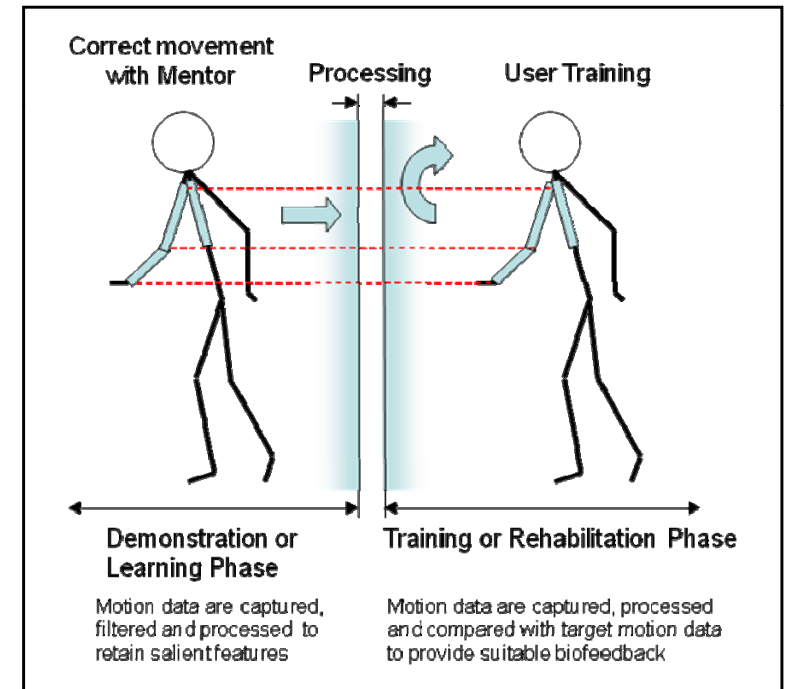 Correct movement
with Mentor
Processing
User Training
Demonstration or
Learning Phase
Training or Rehabilitation Phase
Motion data are captured,
filtered and processed to
retain salient features
Motion data are captured, processed
and compared with target motion data
to provide suitable biofeedback